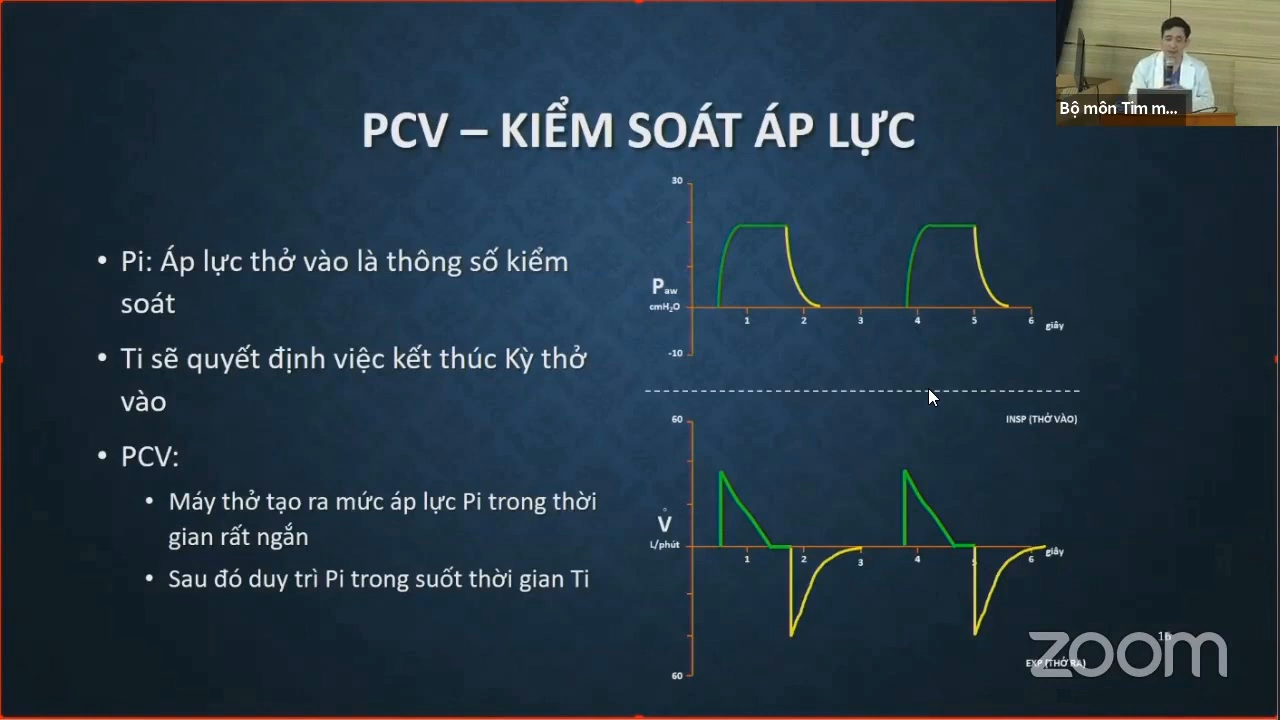 Bộ môn Tim m...
PCV – KIỂM SOÁT ÁP LỰC
• Pi: Áp lực thở vào là thông số kiểm
soát
• Ti sẽ quyết định việc kết thúc Kỳ thở
vào
• PCV:
• Máy thở tạo ra mức áp lực Pi trong thời
gian rất ngắn
• Sau đó duy trì Pi trong suốt thời gian Ti
30
Paw
cmH2O
1 2 3 4 5 6 giây
-10
60
INSP (THỞ VÀO)
V
L/phút
1 2 3 4 5 6 giây
16
EXP (THỞ RA)
60
zoom